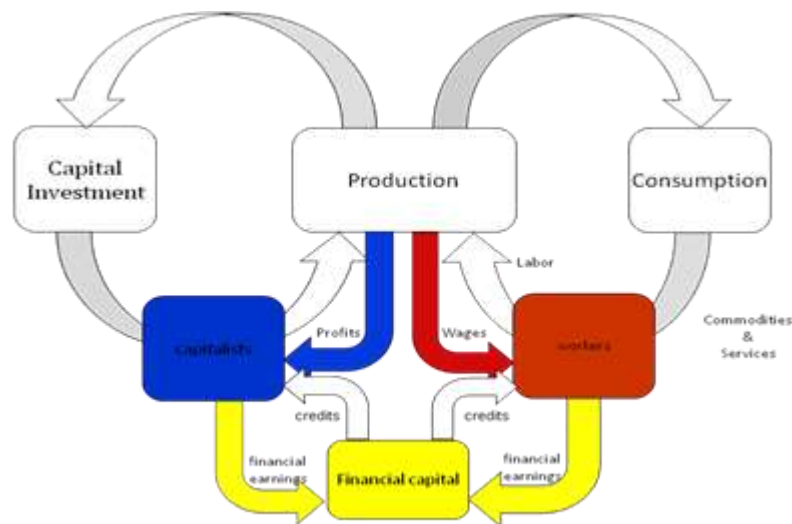 Capital
Investment
Production
Consumption
Labor
capitalists
Profits
Wages
workers
Commodities
&
Services
credits
credits
financial
earnings
Financial capital
financial
earnings